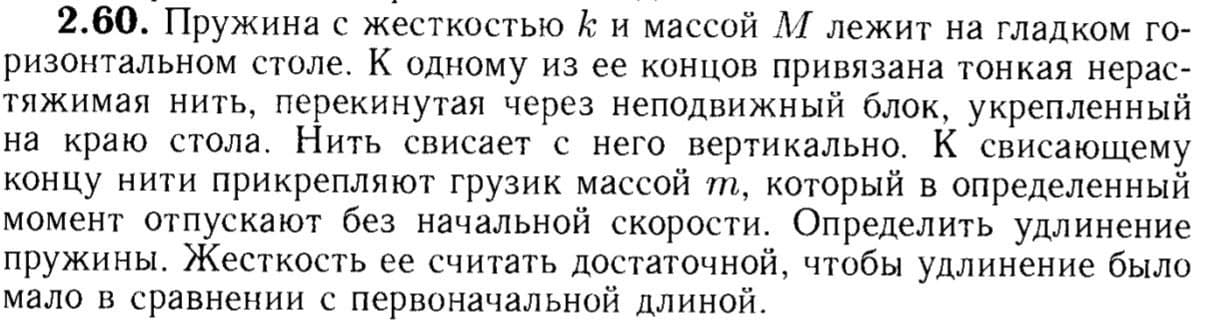 2.60. Пружина с жесткостью k и массой M лежит на гладком го-
ризонтальном столе. К одному из ее концов привязана тонкая нерас-
тяжимая нить, перекинутая через неподвижный блок, укрепленный
на краю стола. Нить свисает с него вертикально. К свисающему
концу нити прикрепляют грузик массой m, который в определенный
момент отпускают без начальной скорости. Определить удлинение
пружины. Жесткость ее считать достаточной, чтобы удлинение было
мало в сравнении с первоначальной длиной.